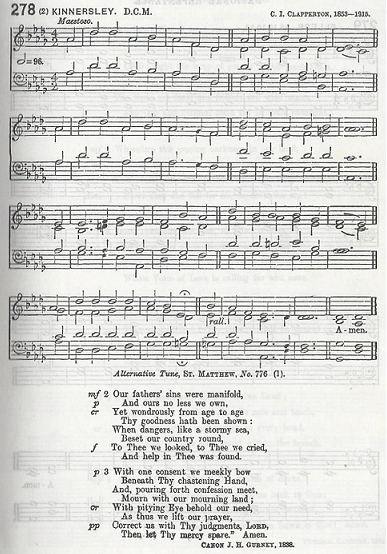 278 (2) KINNERSLEY. D.C.M. C. I. CLAPPERTON, 1853—1915.
Maestoso.
=96.
rall.
A - men.
Alternative Tune, ST. MATTHEW, No. 776 (1).
mf 2 Our fathers' sins were manifold,
p And ours no less we own,
cr Yet wondrously from age to age
Thy goodness hath been shown:
When dangers, like a stormy sea,
Beset our country round,
f To Thee we looked, to Thee we cried,
And help in Thee was found.
p 3 With one consent we meekly bow
Beneath Thy chastening Hand,
And, pouring forth confession meet,
Mourn with our mourning land;
cr With pitying Eye behold our need,
As thus we lift our prayer,
pp Correct us with Thy judgments, LORD,
Then let Thy mercy spare." Amen.
CANON J. H. GURNEY, 1838.